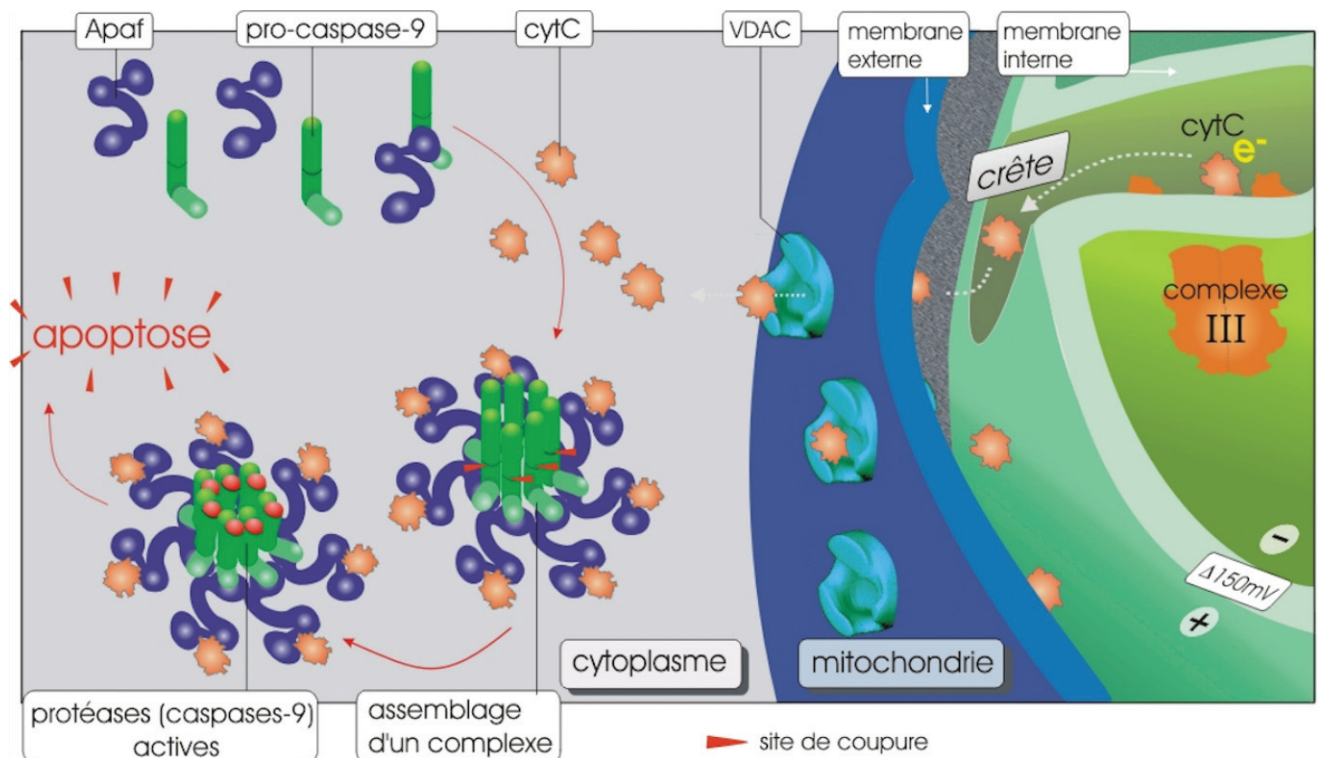 Apaf
pro-caspase-9
cytC
VDAC
membrane
externe
membrane
interne
cytC
e-
crête
complexe
III
apoptose
-
Δ150mV
+
cytoplasme
mitochondrie
protéases (caspases-9)
actives
assemblage
d'un complexe
site de coupure